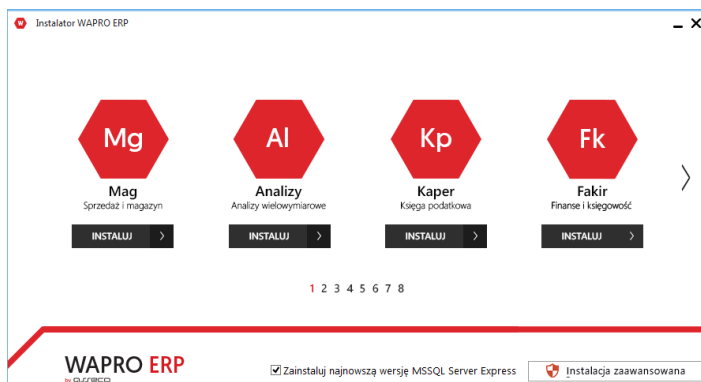 Instalator WAPRO ERP
Mg
Al
Kp
Fk
Mag
Analizy
Kaper
Fakir
Sprzedaż i magazyn
Analizy wielowymiarowe
Księga podatkowa
Finanse i księgowość
INSTALUJ
INSTALUJ
INSTALUJ
INSTALUJ
1 2 3 4 5 6 7 8
WAPRO ERP
by asseco
Zainstaluj najnowszą wersję MSSQL Server Express
Instalacja zaawansowana